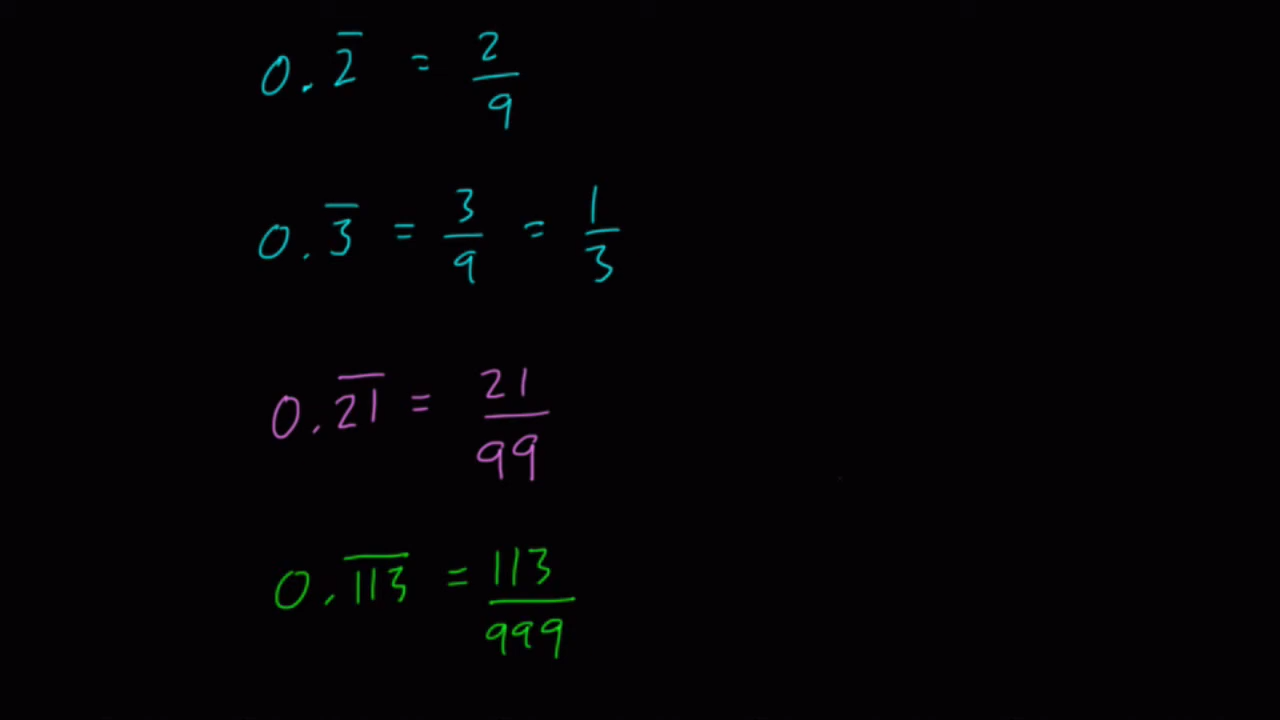 0.2̅ = 2/9
0.3̅ = 3/9 = 1/3
0.2̅1̅ = 21/99
0.1̅1̅3̅ = 113/999